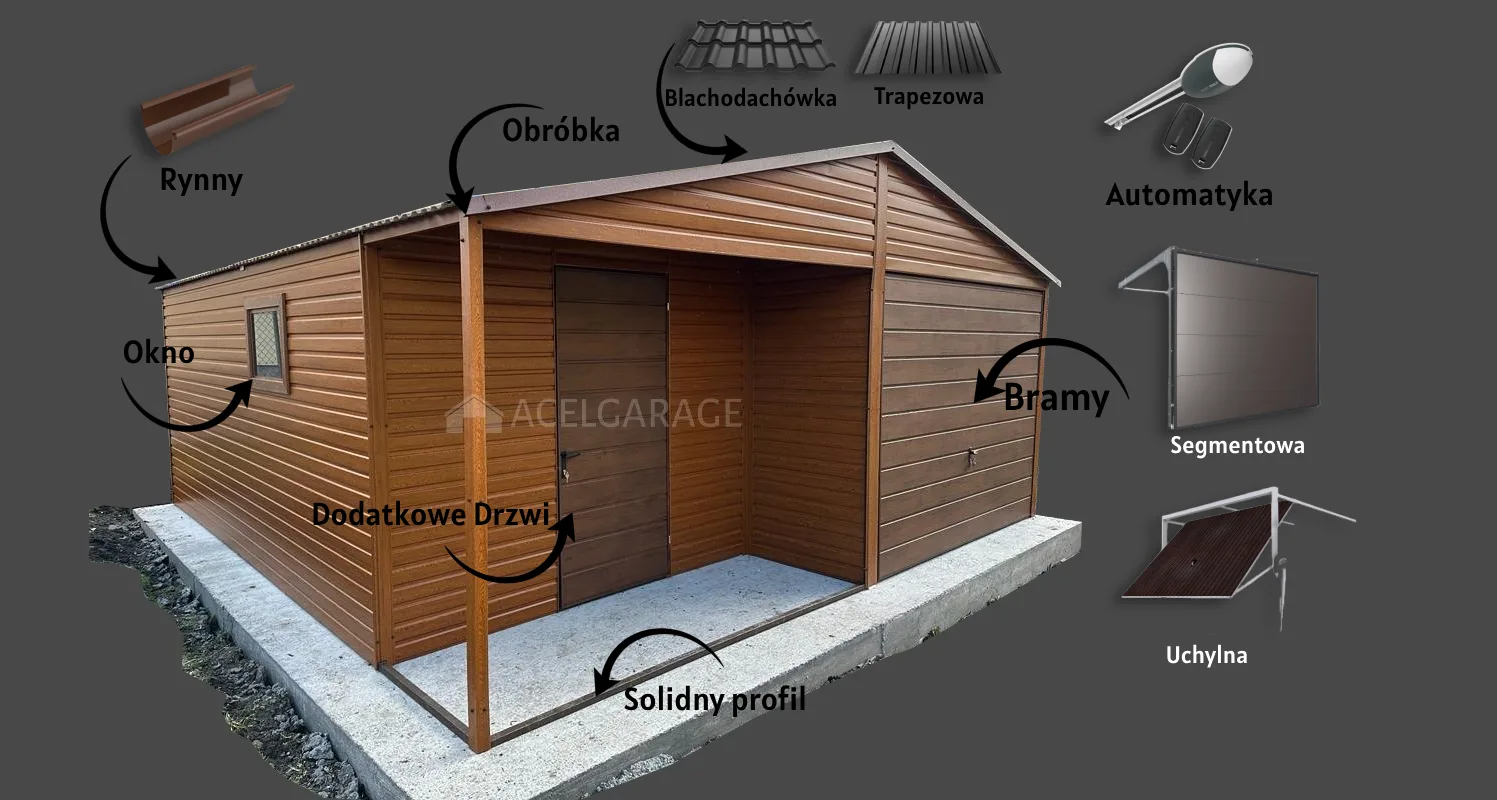 Blachodachówka
Trapezowa
Obróbka
Rynny
Automatyka
Okno
Bramy
ACELGARAGE
Segmentowa
Dodatkowe Drzwi
Uchylna
Solidny profil